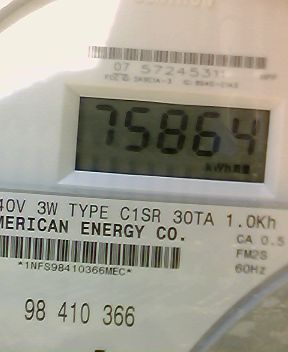 07 57245311
75864
kWh
40V 3W TYPE C1SR 30TA 1.0Kh
MERICAN ENERGY CO.
CA 0.5
FM2S
60Hz
*1NFS98410366MEC*
98 410 366